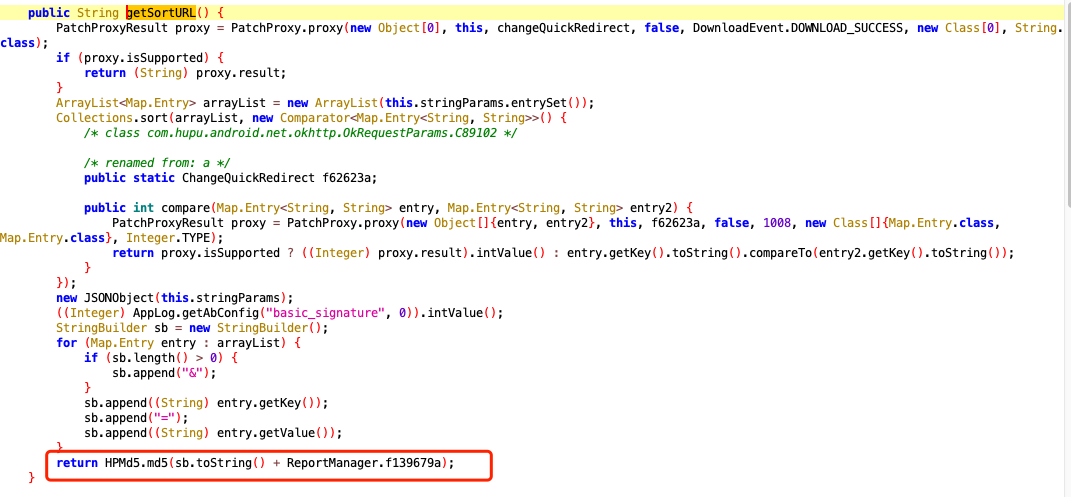 public String getSortURL() {
PatchProxyResult proxy = PatchProxy.proxy(new Object[0], this, changeQuickRedirect, false, DownloadEvent.DOWNLOAD_SUCCESS, new Class[0], String.
class);
if (proxy.isSupported) {
return (String) proxy.result;
}
ArrayList<Map.Entry> arrayList = new ArrayList(this.stringParams.entrySet());
Collections.sort(arrayList, new Comparator<Map.Entry<String, String>>() {
/* class com.hupu.android.net.okhttp.OkRequestParams.C89102 */
/* renamed from: a */
public static ChangeQuickRedirect f62623a;
public int compare(Map.Entry<String, String> entry, Map.Entry<String, String> entry2) {
PatchProxyResult proxy = PatchProxy.proxy(new Object[]{entry, entry2}, this, f62623a, false, 1008, new Class[]{Map.Entry.class,
Map.Entry.class}, Integer.TYPE);
return proxy.isSupported ? ((Integer) proxy.result).intValue() : entry.getKey().toString().compareTo(entry2.getKey().toString());
}
});
new JSONObject(this.stringParams);
((Integer) AppLog.getAbConfig("basic_signature", 0)).intValue();
StringBuilder sb = new StringBuilder();
for (Map.Entry entry : arrayList) {
if (sb.length() > 0) {
sb.append("&");
}
sb.append((String) entry.getKey());
sb.append("=");
sb.append((String) entry.getValue());
}
return HPMd5.md5(sb.toString() + ReportManager.f139679a);
}